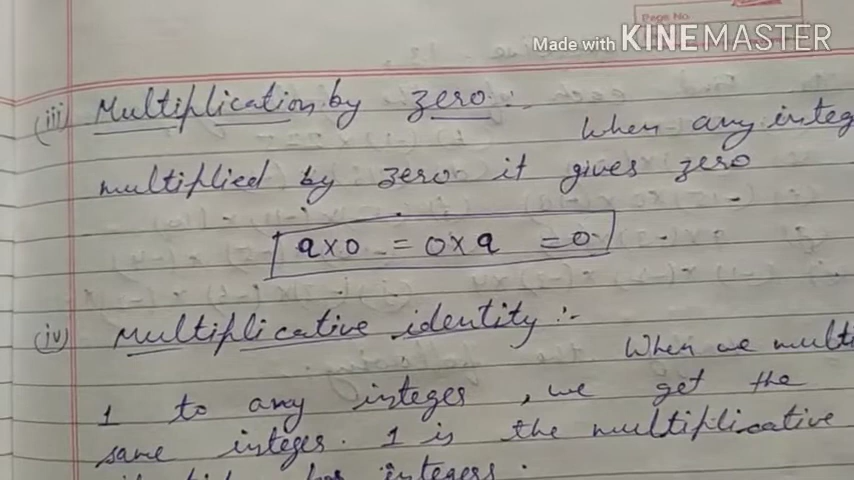 Page No.
Made with KINEMASTER
(iii) Multiplication by zero :-
When any integ
multiplied by zero it gives zero
a x 0 = 0 x a = 0
(iv) Multiplicative identity :-
When we multi
1 to any integer , we get the
same integer. 1 is the multiplicative
for integers.